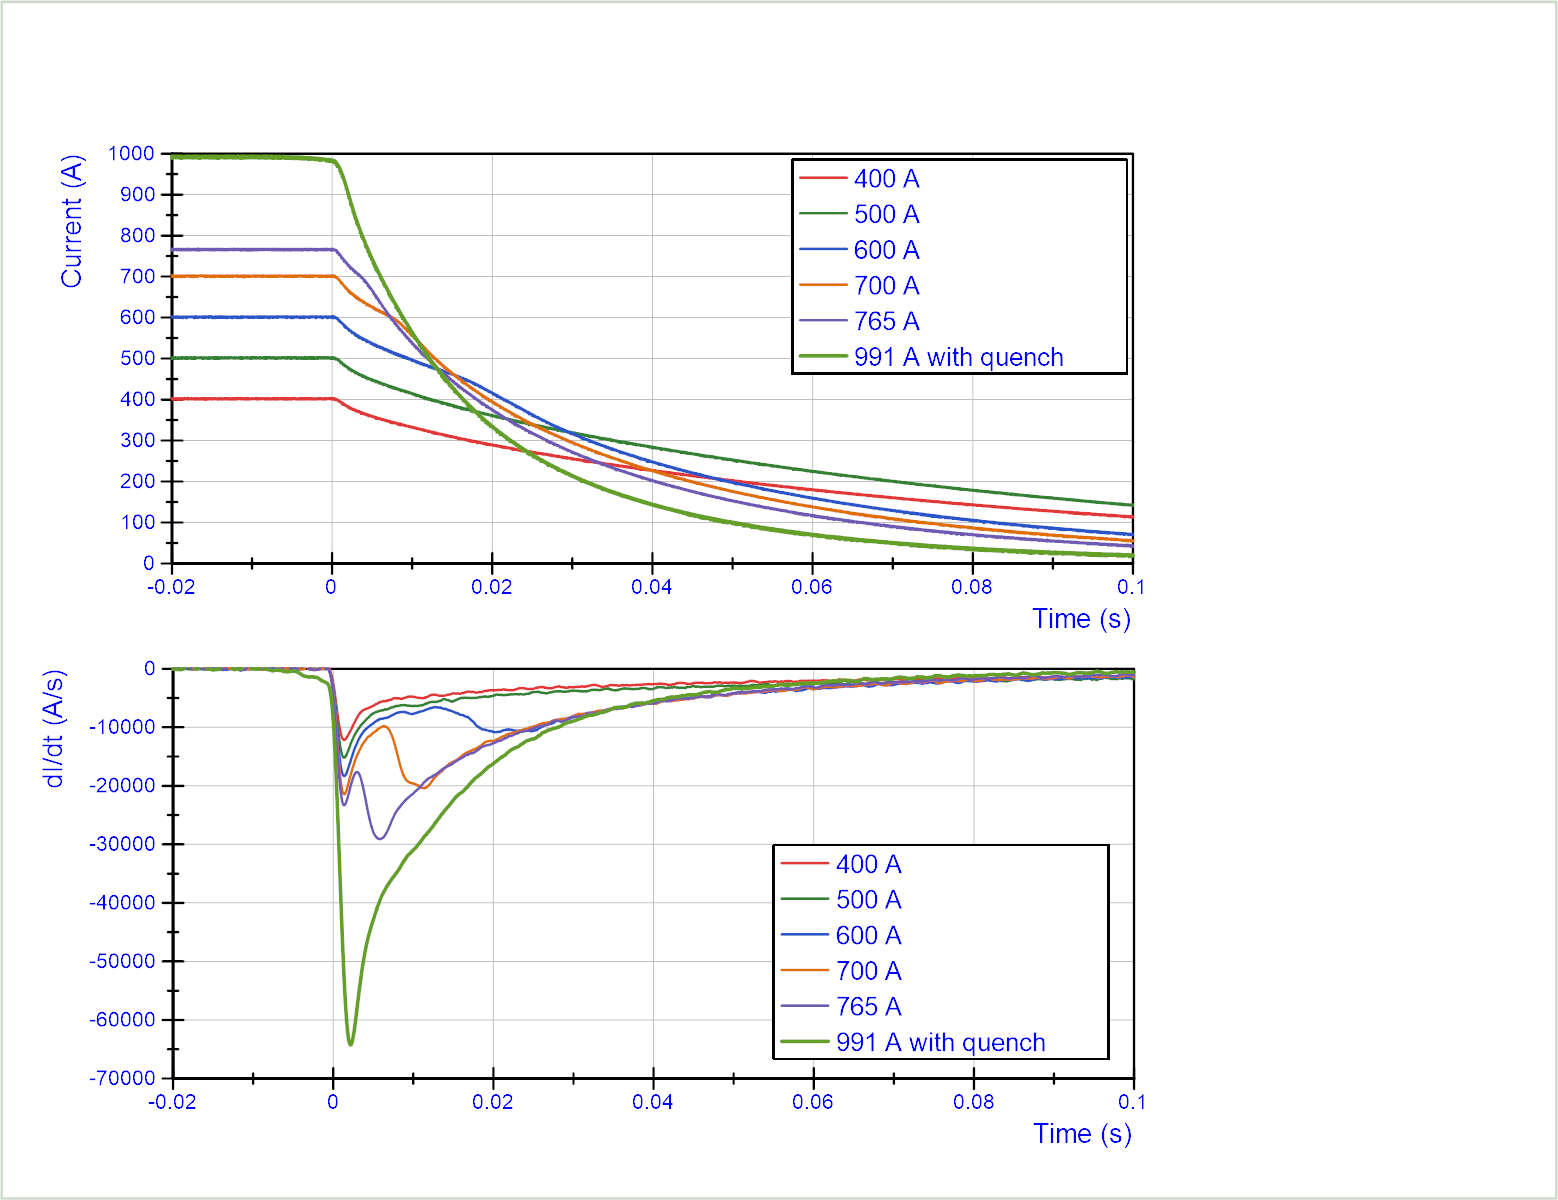 Current (A)
1000
900
800
700
600
500
400
300
200
100
0
400 A
500 A
600 A
700 A
765 A
991 A with quench
-0.02 0 0.02 0.04 0.06 0.08 0.1
Time (s)
dI/dt (A/s)
0
-10000
-20000
-30000
-40000
-50000
-60000
-70000
400 A
500 A
600 A
700 A
765 A
991 A with quench
-0.02 0 0.02 0.04 0.06 0.08 0.1
Time (s)